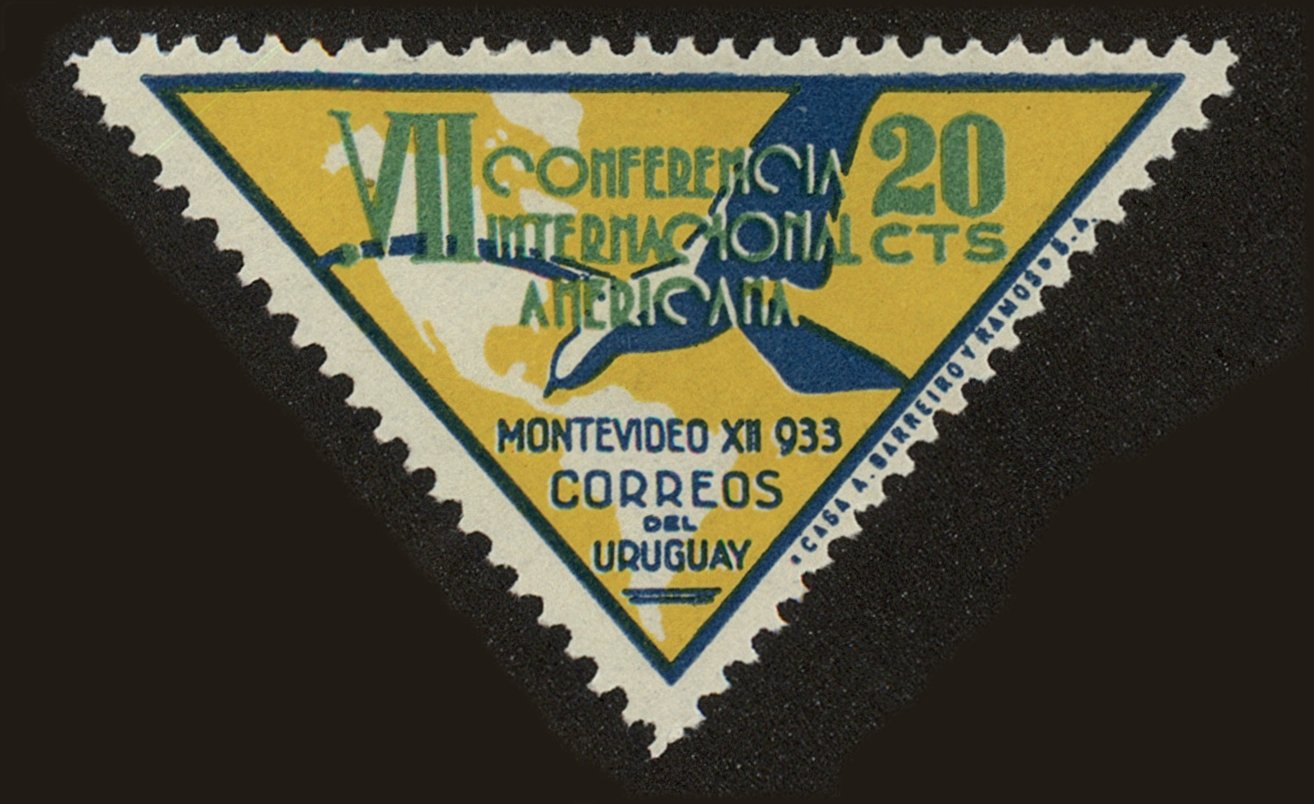 VII CONFERENCIA 20
INTERNACIONAL CTS
AMERICANA
MONTEVIDEO XII 933
CORREOS
DEL
URUGUAY
• CASA A. BARREIRO Y RAMOS • S. A.